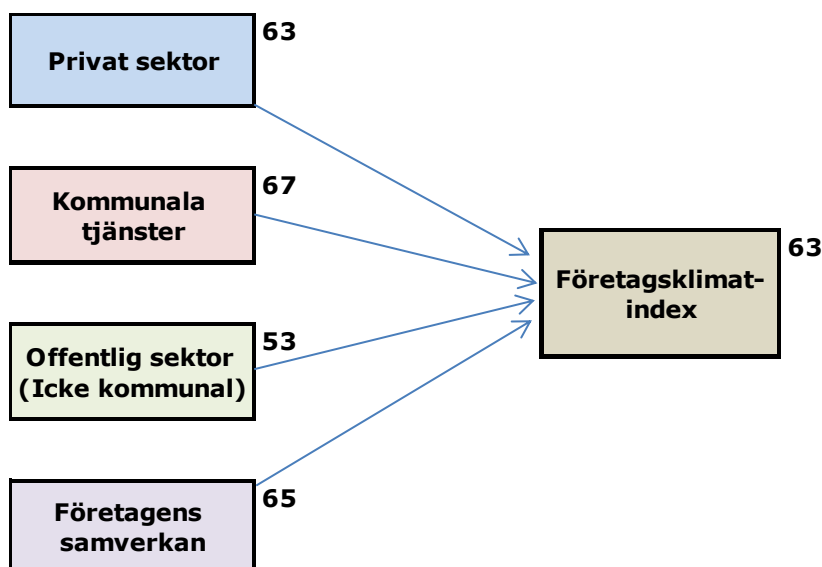 63
Privat sektor
67
Kommunala
tjänster
63
Företagsklimat-
index
53
Offentlig sektor
(Icke kommunal)
65
Företagens
samverkan